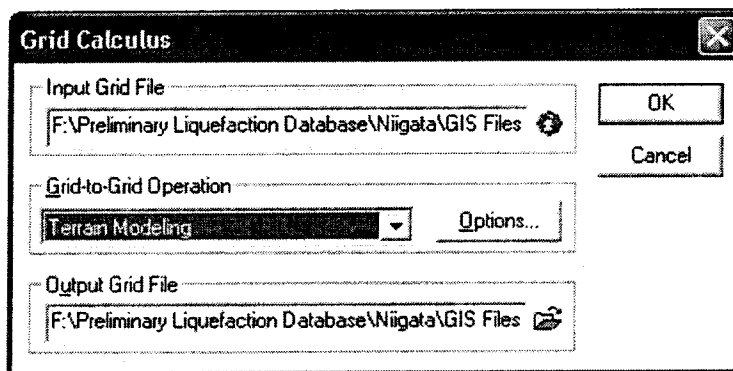 Grid Calculus
Input Grid File
F:\Preliminary Liquefaction Database\Niigata\GIS Files
OK
Cancel
Grid-to-Grid Operation
Terrain Modeling
Options...
Output Grid File
F:\Preliminary Liquefaction Database\Niigata\GIS Files